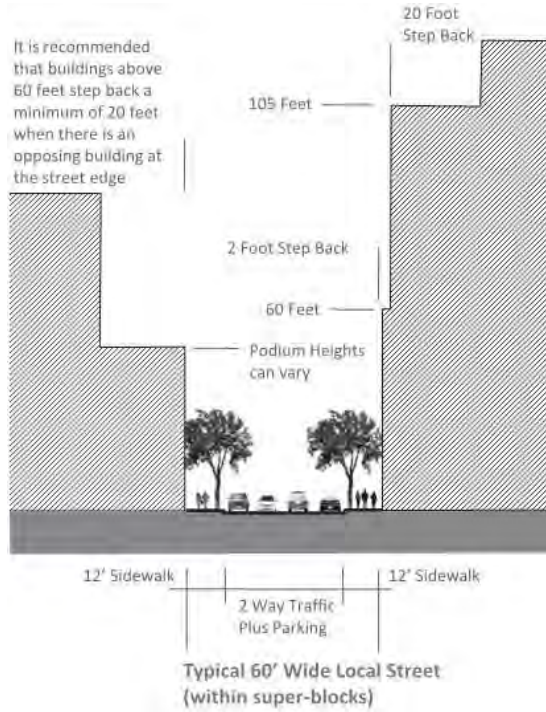 20 Foot
Step Back
It is recommended
that buildings above
60 feet step back a
minimum of 20 feet
when there is an
opposing building at
the street edge
105 Feet
2 Foot Step Back
60 Feet
Podium Heights
can vary
12' Sidewalk
12' Sidewalk
2 Way Traffic
Plus Parking
Typical 60' Wide Local Street
(within super-blocks)